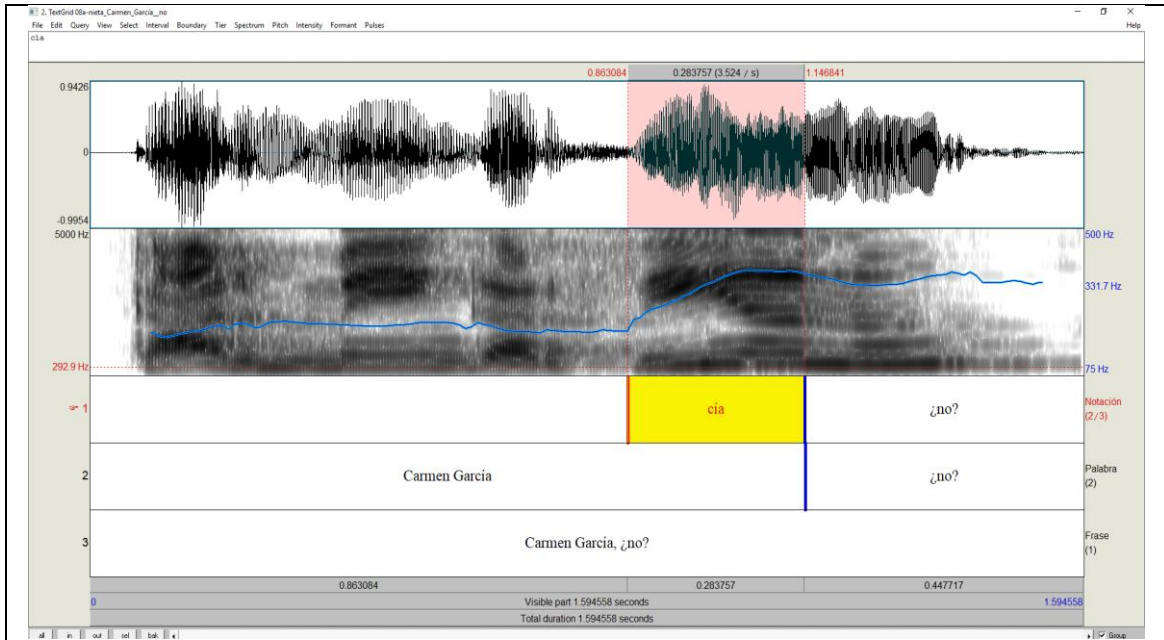 2. TextGrid 08a-nieta_Carmen_García__no
File Edit Query View Select Interval Boundary Tier Spectrum Pitch Intensity Formant Pulses Help
cía
0.863084 0.283757 (3.524 / s) 1.146841
0.9426
0
-0.9954
5000 Hz 500 Hz
331.7 Hz
292.9 Hz 75 Hz
1 cía ¿no? Notación (2/3)
2 Carmen García ¿no? Palabra (2)
3 Carmen García, ¿no? Frase (1)
0.863084 0.283757 0.447717
0 Visible part 1.594558 seconds 1.594558
Total duration 1.594558 seconds
all in out sel bak Group